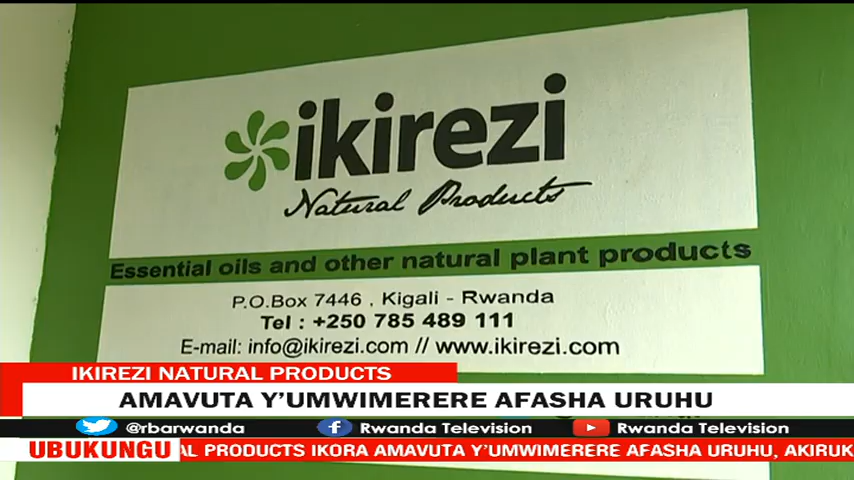 ikirezi
Natural Products
Essential oils and other natural plant products
P.O.Box 7446 , Kigali - Rwanda
Tel : +250 785 489 111
E-mail: info@ikirezi.com // www.ikirezi.com
IKIREZI NATURAL PRODUCTS
AMAVUTA Y’UMWIMERERE AFASHA URUHU
@rbarwanda Rwanda Television Rwanda Television
UBUKUNGU AL PRODUCTS IKORA AMAVUTA Y’UMWIMERERE AFASHA URUHU, AKIRUK